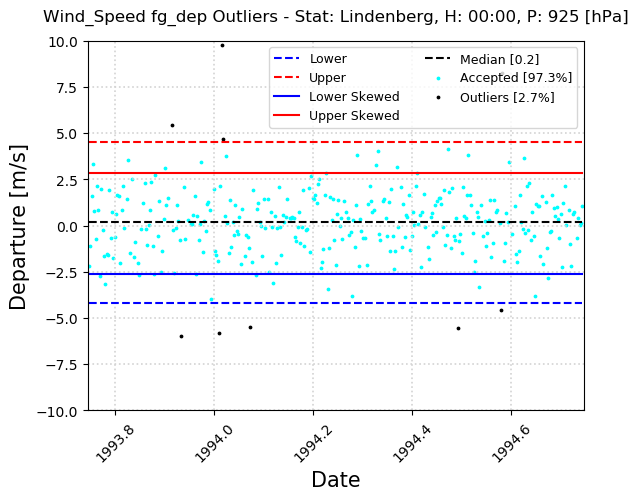 Wind_Speed fg_dep Outliers - Stat: Lindenberg, H: 00:00, P: 925 [hPa]
Departure [m/s]
10.0
7.5
5.0
2.5
0.0
−2.5
−5.0
−7.5
−10.0
Lower
Upper
Lower Skewed
Upper Skewed
Median [0.2]
Accepted [97.3%]
Outliers [2.7%]
1993.8
1994.0
1994.2
1994.4
1994.6
Date